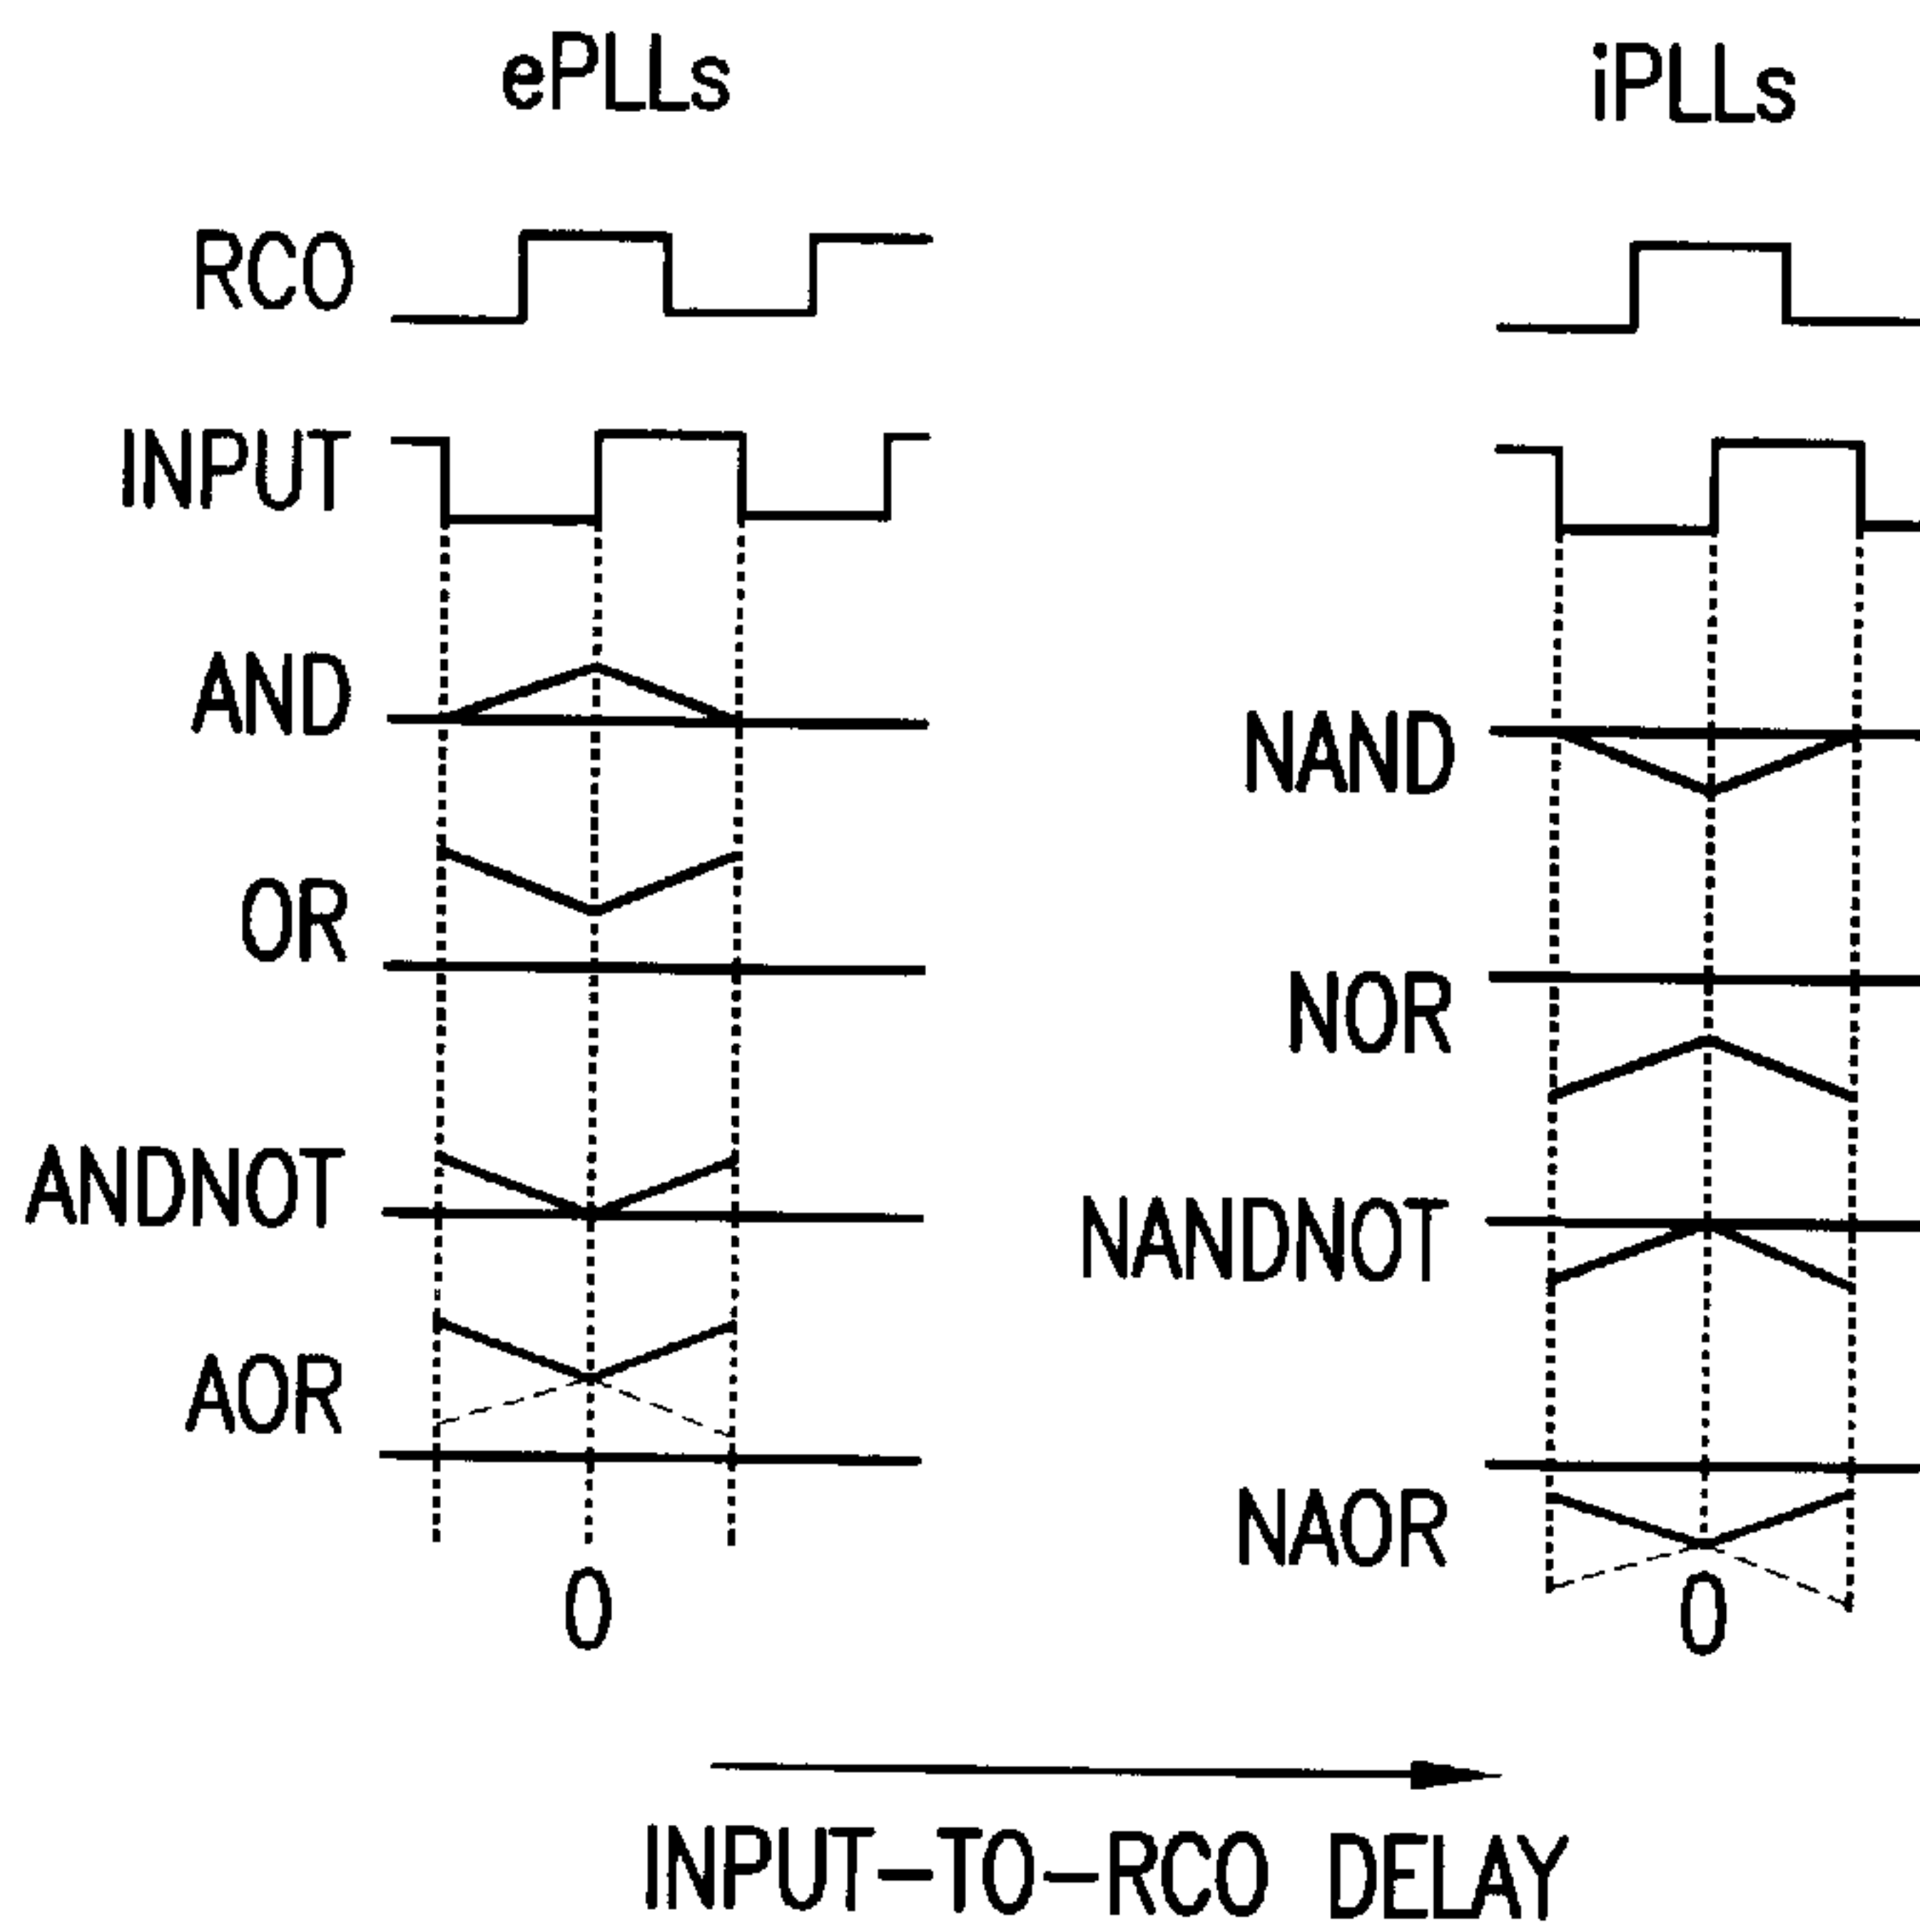 ePLLs
iPLLs
RCO
INPUT
AND
NAND
OR
NOR
ANDNOT
NANDNOT
AOR
NAOR
0
0
INPUT-TO-RCO DELAY